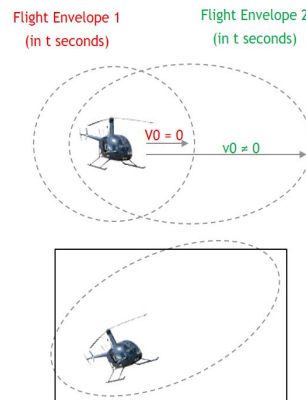 Flight Envelope 1
(in t seconds)
Flight Envelope 2
(in t seconds)
V0 = 0
v0 ≠ 0